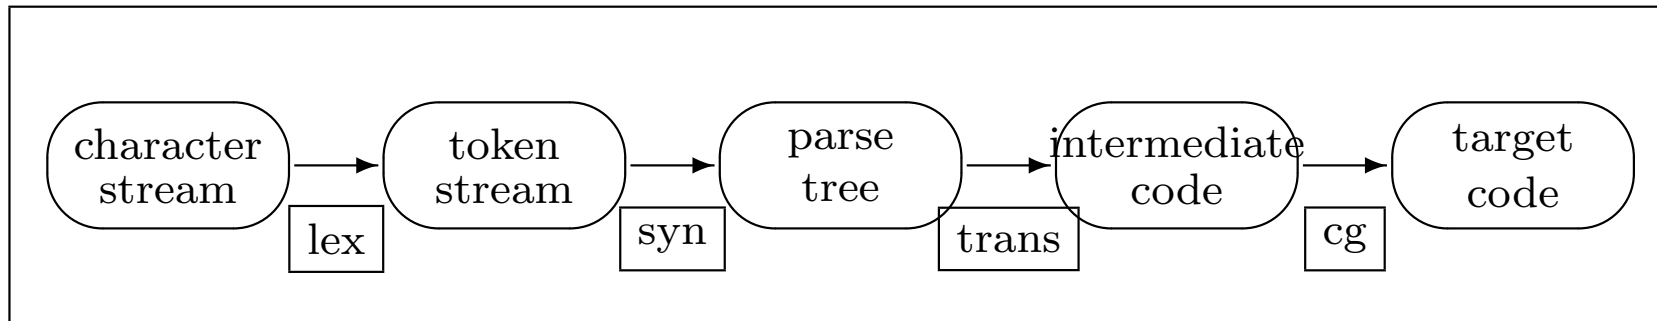 character
stream
token
stream
parse
tree
intermediate
code
target
code
lex
syn
trans
cg